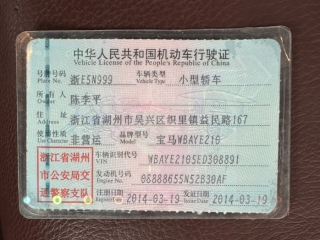 中华人民共和国机动车行驶证
Vehicle License of the People's Republic of China
号牌号码 浙E5N999 车辆类型 小型轿车
Plate No. Vehicle Type
所有人 陈李平
Owner
住址 浙江省湖州市吴兴区织里镇益民路167
Address
使用性质 非营运 品牌型号 宝马WBAYE210
Use Character Model
浙江省湖州
市公安局交
通警察支队
车辆识别代号 WBAYE2105ED308891
VIN
发动机号码 08888655N52B30AF
Engine No.
注册日期 2014-03-19 发证日期 2014-03-19
Register Date Issue Date